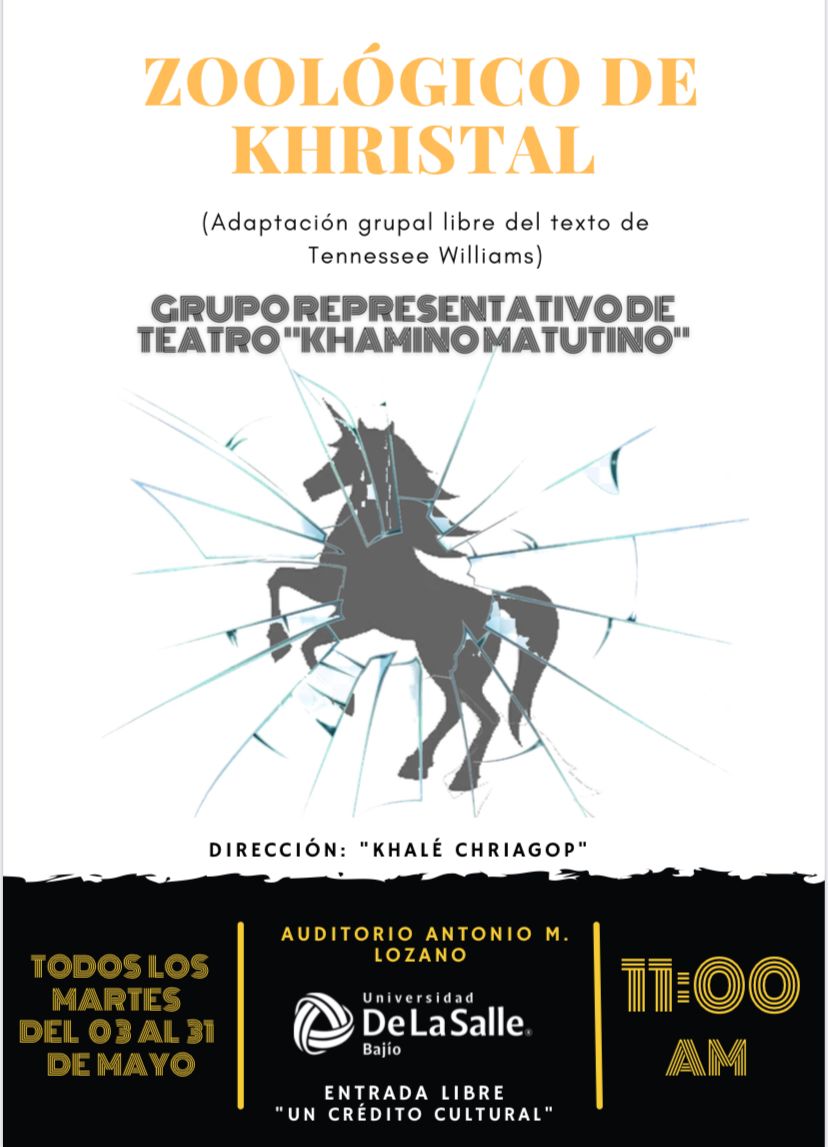 ZOOLÓGICO DE
KHRISTAL
(Adaptación grupal libre del texto de
Tennessee Williams)
GRUPO REPRESENTATIVO DE
TEATRO "KHAMINO MATUTINO"
DIRECCIÓN: "KHALÉ CHRIAGOP"
TODOS LOS
MARTES
DEL 03 AL 31
DE MAYO
AUDITORIO ANTONIO M.
LOZANO
Universidad
De La Salle®
Bajío
ENTRADA LIBRE
"UN CRÉDITO CULTURAL"
11:00
AM